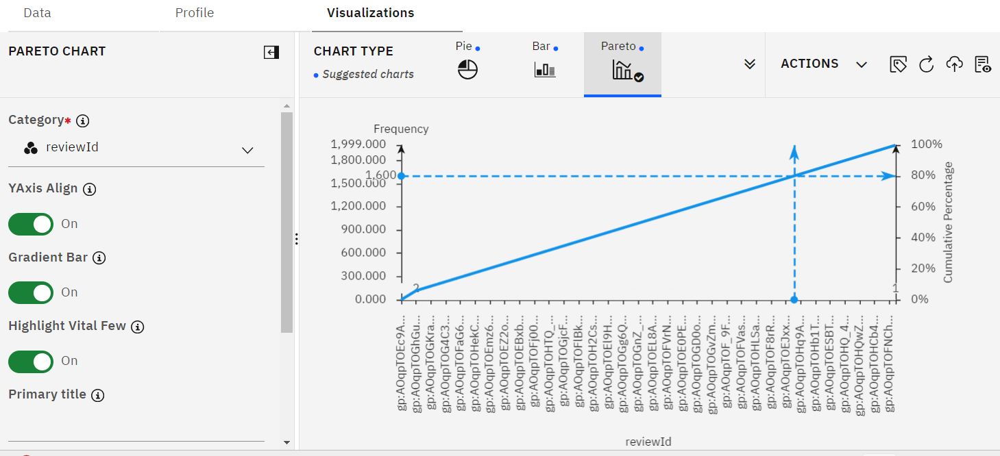 Data Profile Visualizations
PARETO CHART
Category*
reviewId
YAxis Align
On
Gradient Bar
On
Highlight Vital Few
On
Primary title
CHART TYPE
Suggested charts
Pie
Bar
Pareto
ACTIONS
Frequency
1,999.000
1,800.000
1,600
1,500.000
1,200.000
900.000
600.000
300.000
0.000
2
1
100%
80%
60%
40%
20%
0%
Cumulative Percentage
gp:AOqpTOEc9A...
gp:AOqpTOGhGu...
gp:AOqpTOGKra...
gp:AOqpTOG4C3...
gp:AOqpTOFaG6...
gp:AOqpTOHekC...
gp:AOqpTOEmz6...
gp:AOqpTOEZ2o...
gp:AOqpTOEBxb...
gp:AOqpTOFj00...
gp:AOqpTOHTQ_...
gp:AOqpTOGjcF...
gp:AOqpTOFlBk...
gp:AOqpTOH2Cs...
gp:AOqpTOEl9H...
gp:AOqpTOGg6Q...
gp:AOqpTOGnZ_...
gp:AOqpTOEL8A...
gp:AOqpTOFVrN...
gp:AOqpTOE0PE...
gp:AOqpTOGD0o...
gp:AOqpTOGvZm...
gp:AOqpTOF_9F...
gp:AOqpTOFVas...
gp:AOqpTOHLSa...
gp:AOqpTOF8rR...
gp:AOqpTOEJxx...
gp:AOqpTOHq9A...
gp:AOqpTOHb1T...
gp:AOqpTOESBT...
gp:AOqpTOHQ_4...
gp:AOqpTOHQwZ...
gp:AOqpTOHCb4...
gp:AOqpTOFNCh...
reviewId